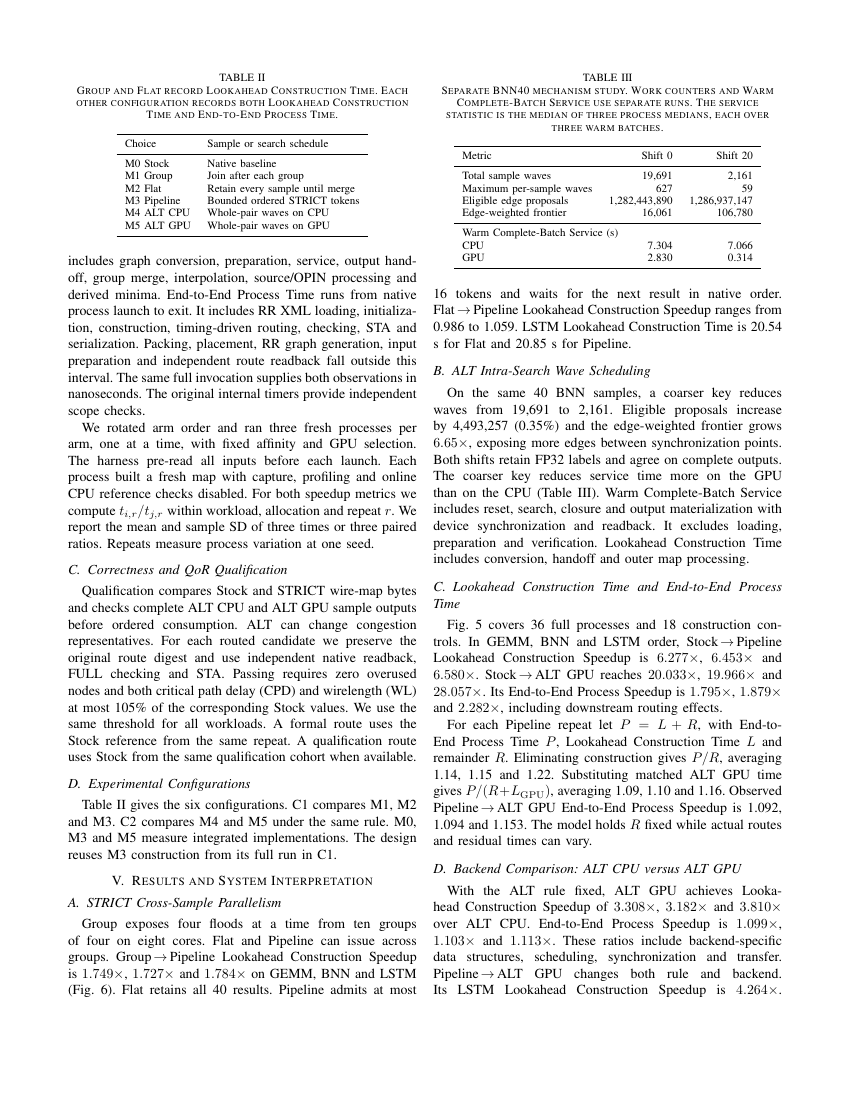 TABLE II
GROUP AND FLAT RECORD LOOKAHEAD CONSTRUCTION TIME. EACH
OTHER CONFIGURATION RECORDS BOTH LOOKAHEAD CONSTRUCTION
TIME AND END-TO-END PROCESS TIME.
Choice Sample or search schedule
M0 Stock Native baseline
M1 Group Join after each group
M2 Flat Retain every sample until merge
M3 Pipeline Bounded ordered STRICT tokens
M4 ALT CPU Whole-pair waves on CPU
M5 ALT GPU Whole-pair waves on GPU
includes graph conversion, preparation, service, output hand-
off, group merge, interpolation, source/OPIN processing and
derived minima. End-to-End Process Time runs from native
process launch to exit. It includes RR XML loading, initializa-
tion, construction, timing-driven routing, checking, STA and
serialization. Packing, placement, RR graph generation, input
preparation and independent route readback fall outside this
interval. The same full invocation supplies both observations in
nanoseconds. The original internal timers provide independent
scope checks.
We rotated arm order and ran three fresh processes per
arm, one at a time, with fixed affinity and GPU selection.
The harness pre-read all inputs before each launch. Each
process built a fresh map with capture, profiling and online
CPU reference checks disabled. For both speedup metrics we
compute t_{i,r}/t_{j,r} within workload, allocation and repeat r. We
report the mean and sample SD of three times or three paired
ratios. Repeats measure process variation at one seed.
C. Correctness and QoR Qualification
Qualification compares Stock and STRICT wire-map bytes
and checks complete ALT CPU and ALT GPU sample outputs
before ordered consumption. ALT can change congestion
representatives. For each routed candidate we preserve the
original route digest and use independent native readback,
FULL checking and STA. Passing requires zero overused
nodes and both critical path delay (CPD) and wirelength (WL)
at most 105% of the corresponding Stock values. We use the
same threshold for all workloads. A formal route uses the
Stock reference from the same repeat. A qualification route
uses Stock from the same qualification cohort when available.
D. Experimental Configurations
Table II gives the six configurations. C1 compares M1, M2
and M3. C2 compares M4 and M5 under the same rule. M0,
M3 and M5 measure integrated implementations. The design
reuses M3 construction from its full run in C1.
V. RESULTS AND SYSTEM INTERPRETATION
A. STRICT Cross-Sample Parallelism
Group exposes four floods at a time from ten groups
of four on eight cores. Flat and Pipeline can issue across
groups. Group→Pipeline Lookahead Construction Speedup
is 1.749×, 1.727× and 1.784× on GEMM, BNN and LSTM
(Fig. 6). Flat retains all 40 results. Pipeline admits at most
TABLE III
SEPARATE BNN40 MECHANISM STUDY. WORK COUNTERS AND WARM
COMPLETE-BATCH SERVICE USE SEPARATE RUNS. THE SERVICE
STATISTIC IS THE MEDIAN OF THREE PROCESS MEDIANS, EACH OVER
THREE WARM BATCHES.
Metric Shift 0 Shift 20
Total sample waves 19,691 2,161
Maximum per-sample waves 627 59
Eligible edge proposals 1,282,443,890 1,286,937,147
Edge-weighted frontier 16,061 106,780
Warm Complete-Batch Service (s)
CPU 7.304 7.066
GPU 2.830 0.314
16 tokens and waits for the next result in native order.
Flat→Pipeline Lookahead Construction Speedup ranges from
0.986 to 1.059. LSTM Lookahead Construction Time is 20.54
s for Flat and 20.85 s for Pipeline.
B. ALT Intra-Search Wave Scheduling
On the same 40 BNN samples, a coarser key reduces
waves from 19,691 to 2,161. Eligible proposals increase
by 4,493,257 (0.35%) and the edge-weighted frontier grows
6.65×, exposing more edges between synchronization points.
Both shifts retain FP32 labels and agree on complete outputs.
The coarser key reduces service time more on the GPU
than on the CPU (Table III). Warm Complete-Batch Service
includes reset, search, closure and output materialization with
device synchronization and readback. It excludes loading,
preparation and verification. Lookahead Construction Time
includes conversion, handoff and outer map processing.
C. Lookahead Construction Time and End-to-End Process
Time
Fig. 5 covers 36 full processes and 18 construction con-
trols. In GEMM, BNN and LSTM order, Stock→Pipeline
Lookahead Construction Speedup is 6.277×, 6.453× and
6.580×. Stock→ALT GPU reaches 20.033×, 19.966× and
28.057×. Its End-to-End Process Speedup is 1.795×, 1.879×
and 2.282×, including downstream routing effects.
For each Pipeline repeat let P = L + R, with End-to-
End Process Time P, Lookahead Construction Time L and
remainder R. Eliminating construction gives P/R, averaging
1.14, 1.15 and 1.22. Substituting matched ALT GPU time
gives P/(R+L_GPU), averaging 1.09, 1.10 and 1.16. Observed
Pipeline→ALT GPU End-to-End Process Speedup is 1.092,
1.094 and 1.153. The model holds R fixed while actual routes
and residual times can vary.
D. Backend Comparison: ALT CPU versus ALT GPU
With the ALT rule fixed, ALT GPU achieves Looka-
head Construction Speedup of 3.308×, 3.182× and 3.810×
over ALT CPU. End-to-End Process Speedup is 1.099×,
1.103× and 1.113×. These ratios include backend-specific
data structures, scheduling, synchronization and transfer.
Pipeline→ALT GPU changes both rule and backend.
Its LSTM Lookahead Construction Speedup is 4.264×.